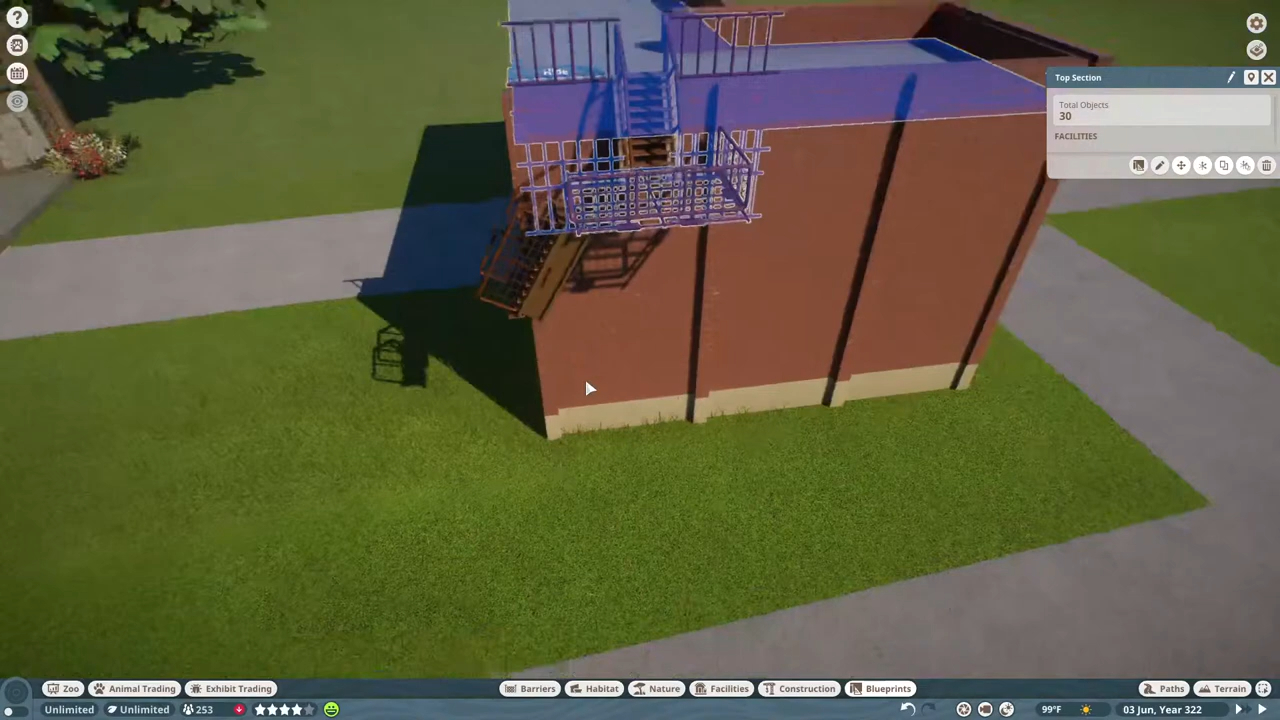 Top Section
Total Objects
30
FACILITIES
Zoo
Animal Trading
Exhibit Trading
Barriers
Habitat
Nature
Facilities
Construction
Blueprints
Paths
Terrain
Unlimited
Unlimited
253
99°F
03 Jun, Year 322